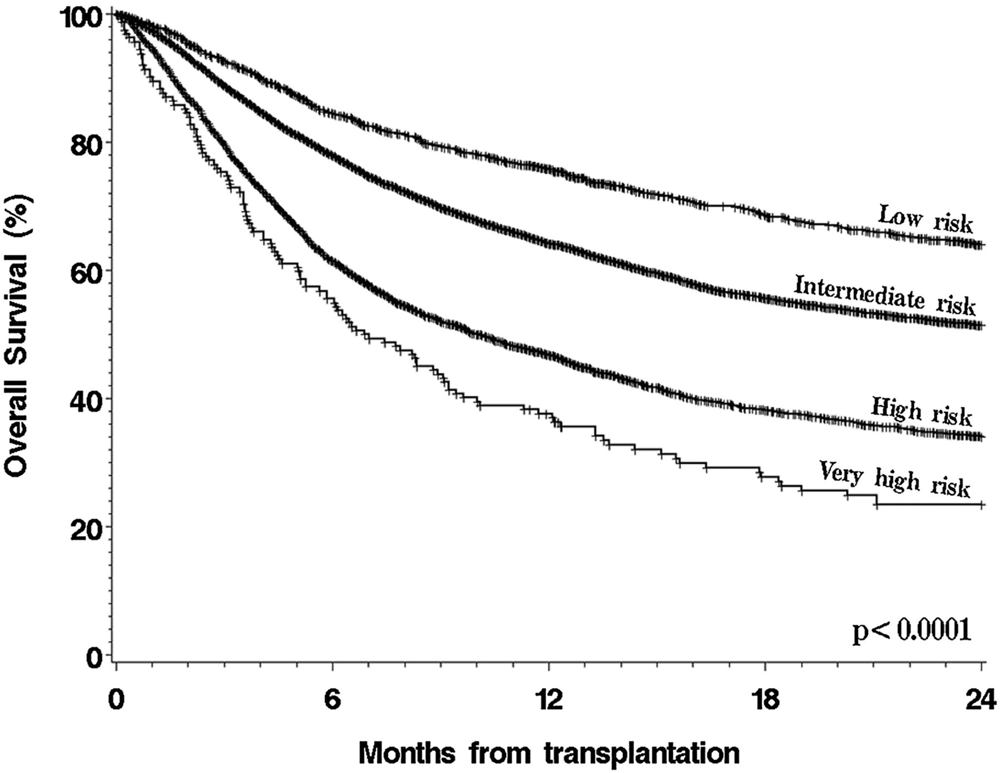 Overall Survival (%)
100
80
60
40
20
0
Low risk
Intermediate risk
High risk
Very high risk
p< 0.0001
0 6 12 18 24
Months from transplantation